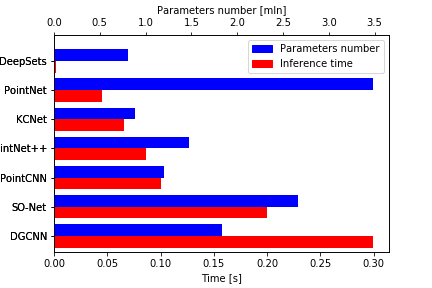 Parameters number [mln]
0.0 0.5 1.0 1.5 2.0 2.5 3.0 3.5
Parameters number
Inference time
DeepSets
PointNet
KCNet
intNet++
PointCNN
SO-Net
DGCNN
0.00 0.05 0.10 0.15 0.20 0.25 0.30
Time [s]